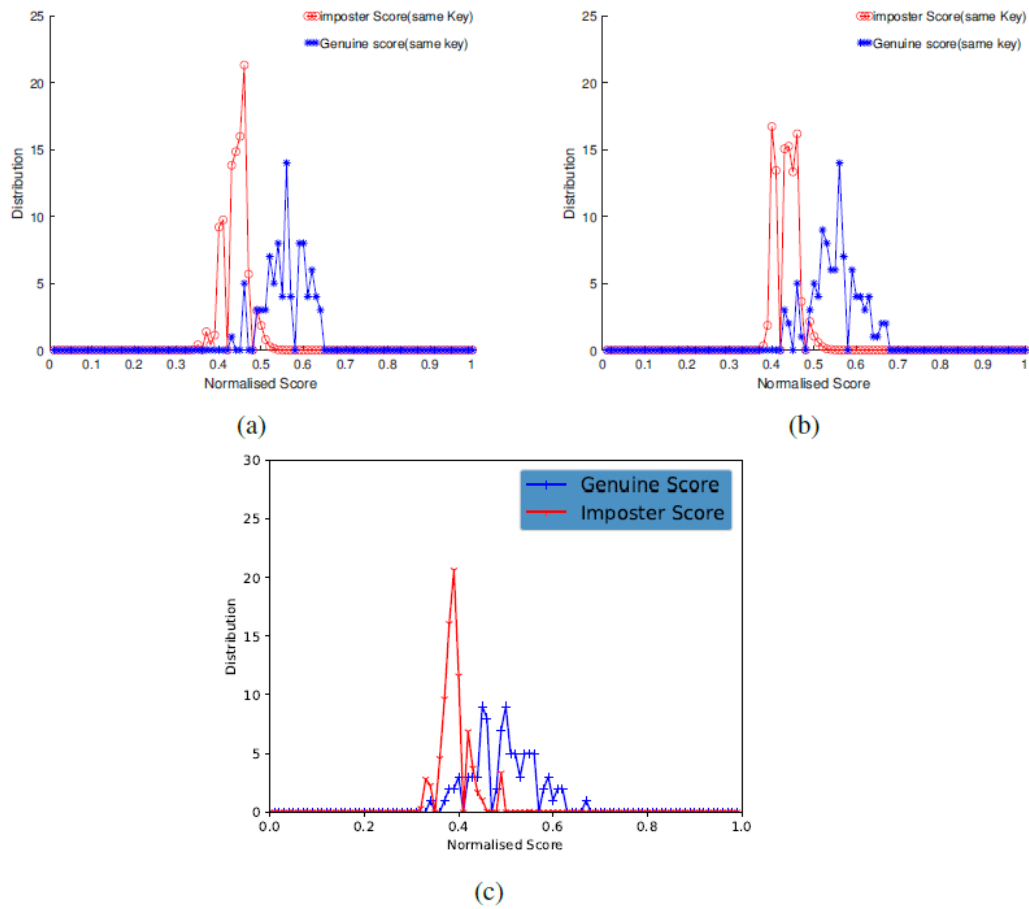 imposter Score(same Key)
Genuine score(same key)
25
20
15
10
5
0
Distribution
0 0.1 0.2 0.3 0.4 0.5 0.6 0.7 0.8 0.9 1
Normalised Score
(a)
imposter Score(same Key)
Genuine score(same key)
25
20
15
10
5
0
Distribution
0 0.1 0.2 0.3 0.4 0.5 0.6 0.7 0.8 0.9 1
Normalised Score
(b)
Genuine Score
Imposter Score
30
25
20
15
10
5
0
Distribution
0.0 0.2 0.4 0.6 0.8 1.0
Normalised Score
(c)